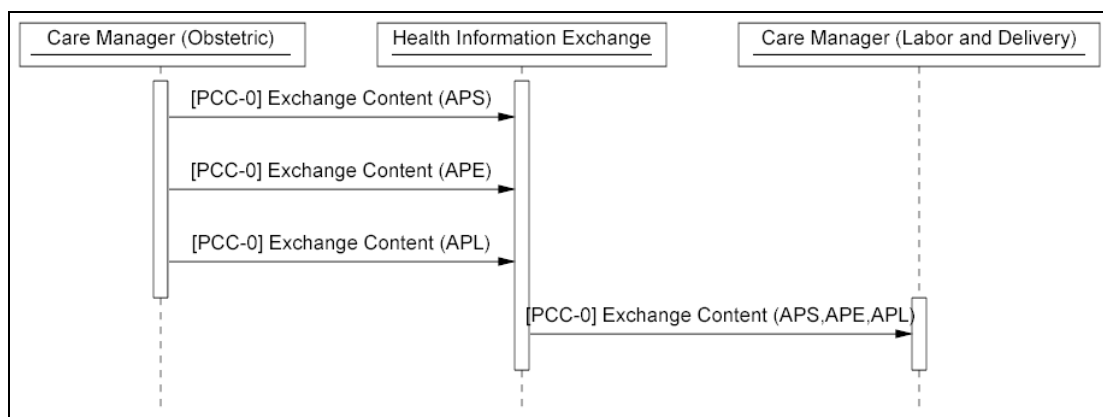 Care Manager (Obstetric)
Health Information Exchange
Care Manager (Labor and Delivery)
[PCC-0] Exchange Content (APS)
[PCC-0] Exchange Content (APE)
[PCC-0] Exchange Content (APL)
[PCC-0] Exchange Content (APS,APE,APL)